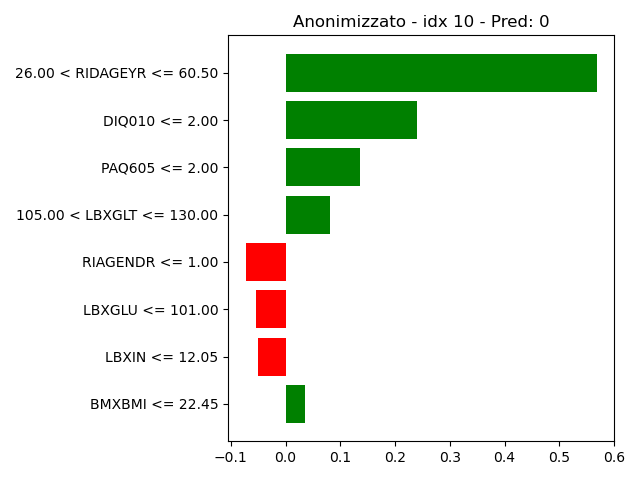 Anonimizzato - idx 10 - Pred: 0
26.00 < RIDAGEYR <= 60.50
DIQ010 <= 2.00
PAQ605 <= 2.00
105.00 < LBXGLT <= 130.00
RIAGENDR <= 1.00
LBXGLU <= 101.00
LBXIN <= 12.05
BMXBMI <= 22.45
−0.1 0.0 0.1 0.2 0.3 0.4 0.5 0.6